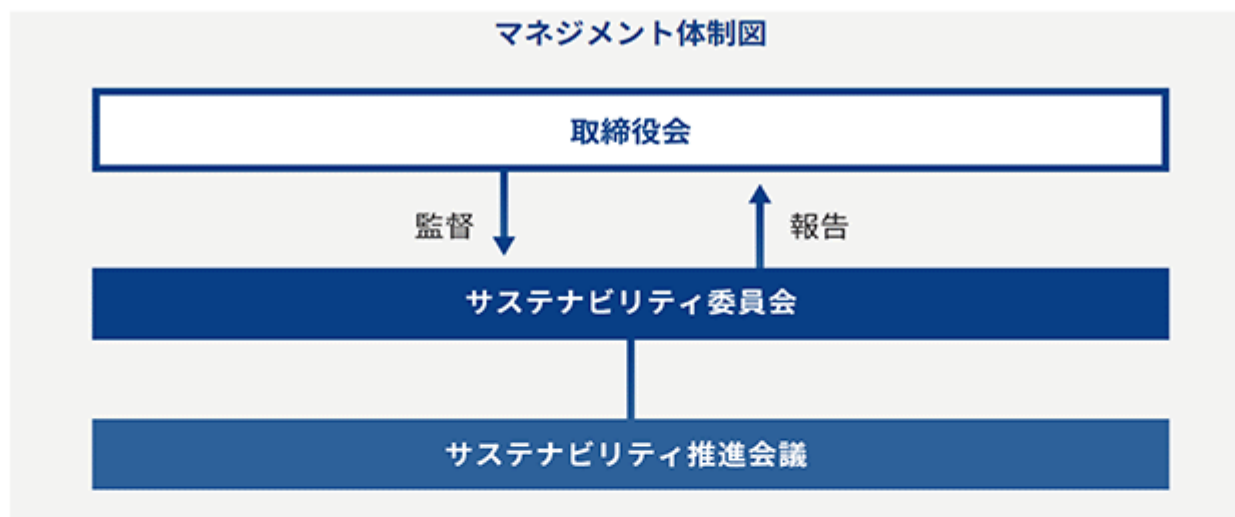 マネジメント体制図
取締役会
監督
報告
サステナビリティ委員会
サステナビリティ推進会議